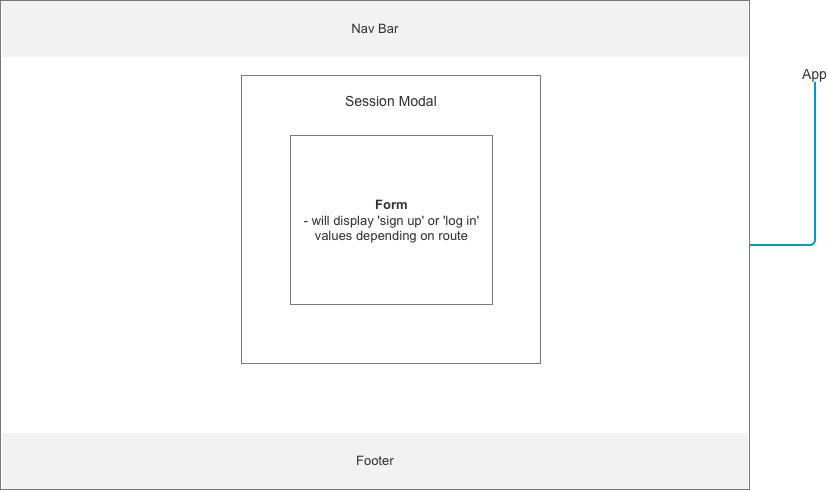 Nav Bar
App
Session Modal
Form
- will display 'sign up' or 'log in'
values depending on route
Footer